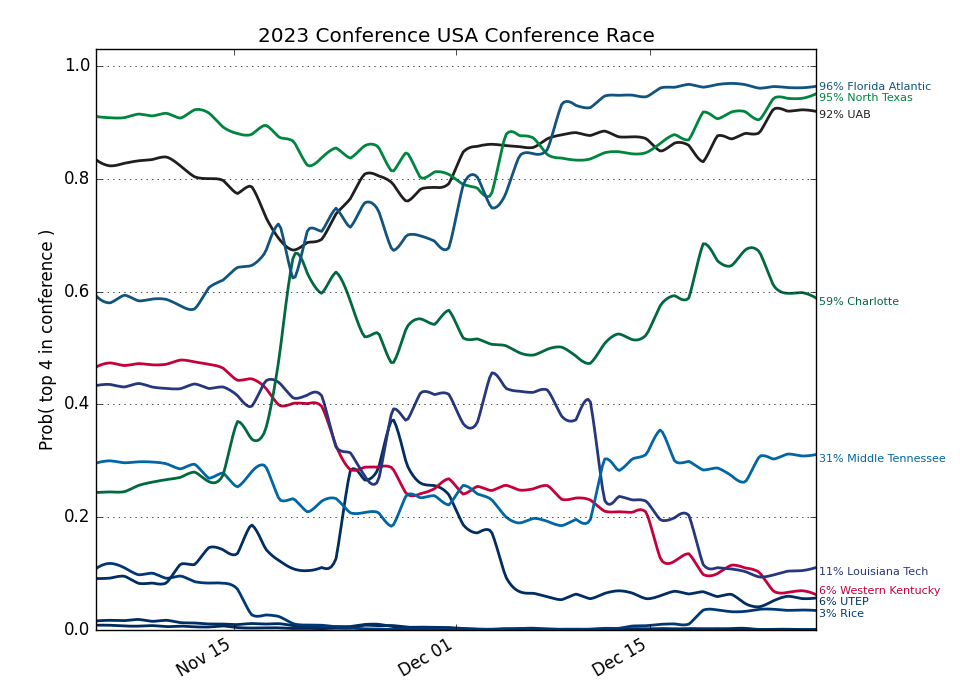 2023 Conference USA Conference Race
Prob( top 4 in conference )
1.0
0.8
0.6
0.4
0.2
0.0
Nov 15
Dec 01
Dec 15
96% Florida Atlantic
95% North Texas
92% UAB
59% Charlotte
31% Middle Tennessee
11% Louisiana Tech
6% Western Kentucky
6% UTEP
3% Rice